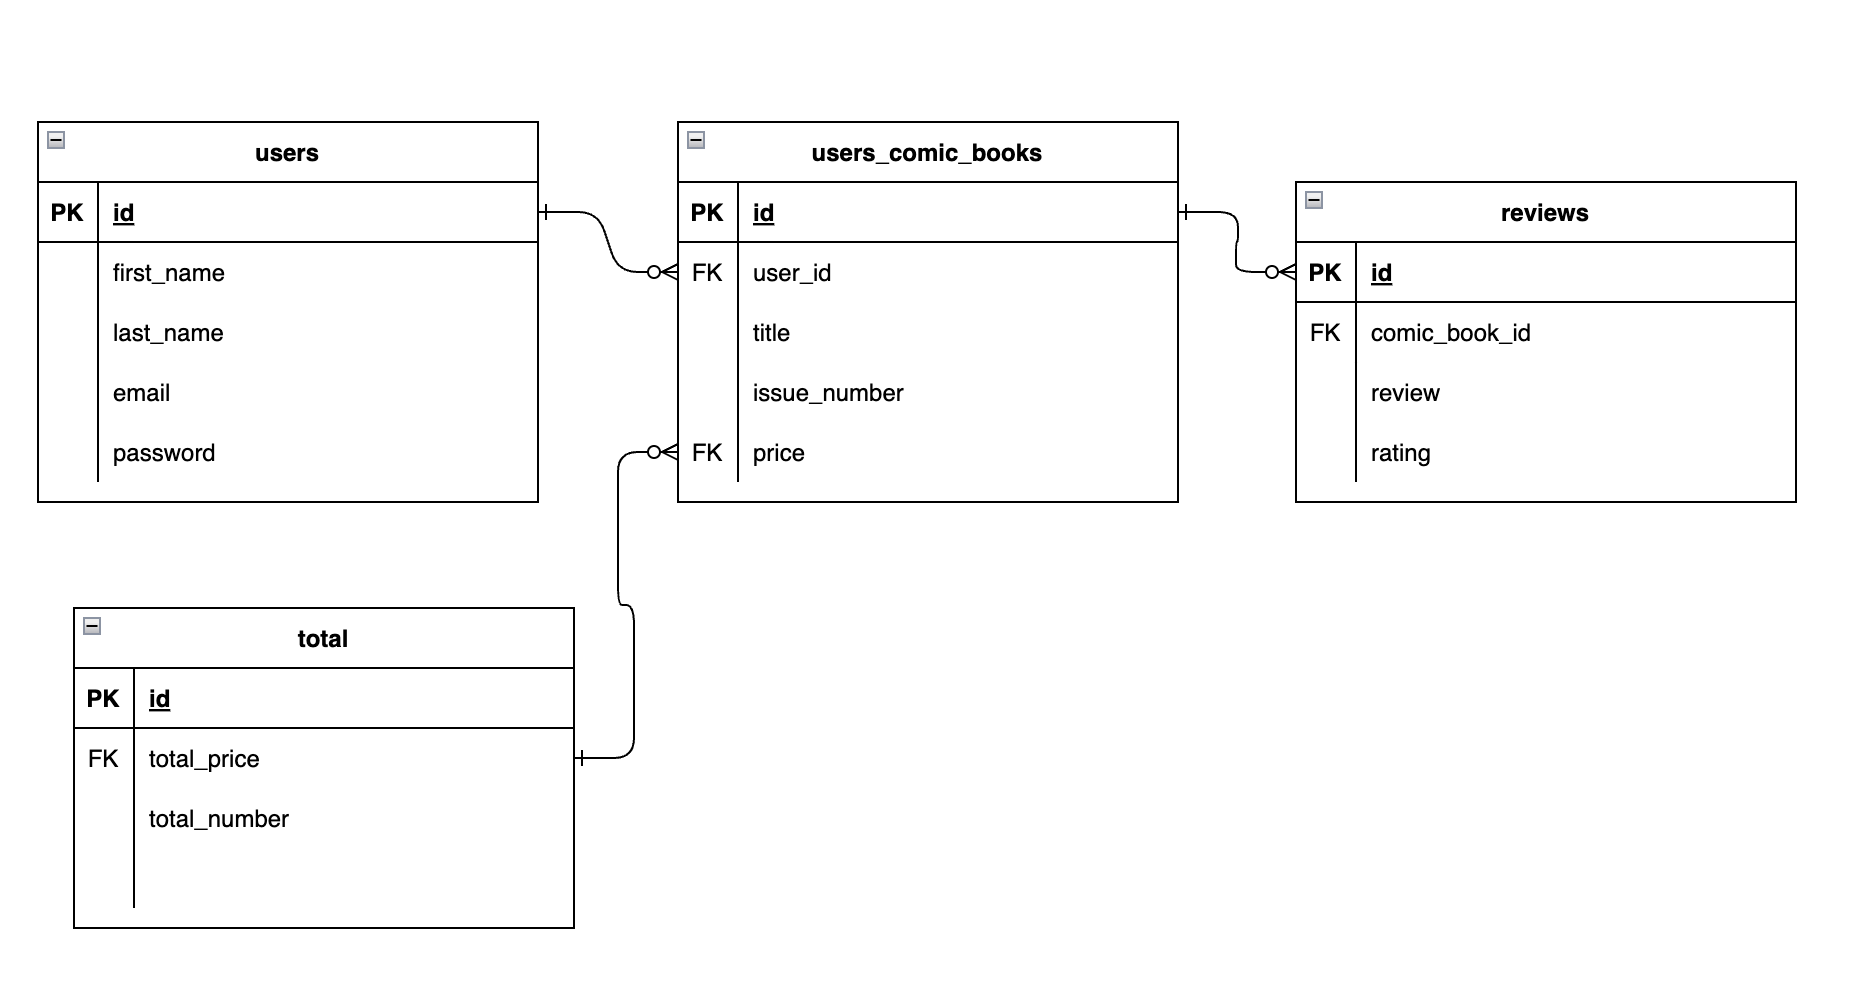 users
PK id
first_name
last_name
email
password
users_comic_books
PK id
FK user_id
title
issue_number
FK price
reviews
PK id
FK comic_book_id
review
rating
total
PK id
FK total_price
total_number